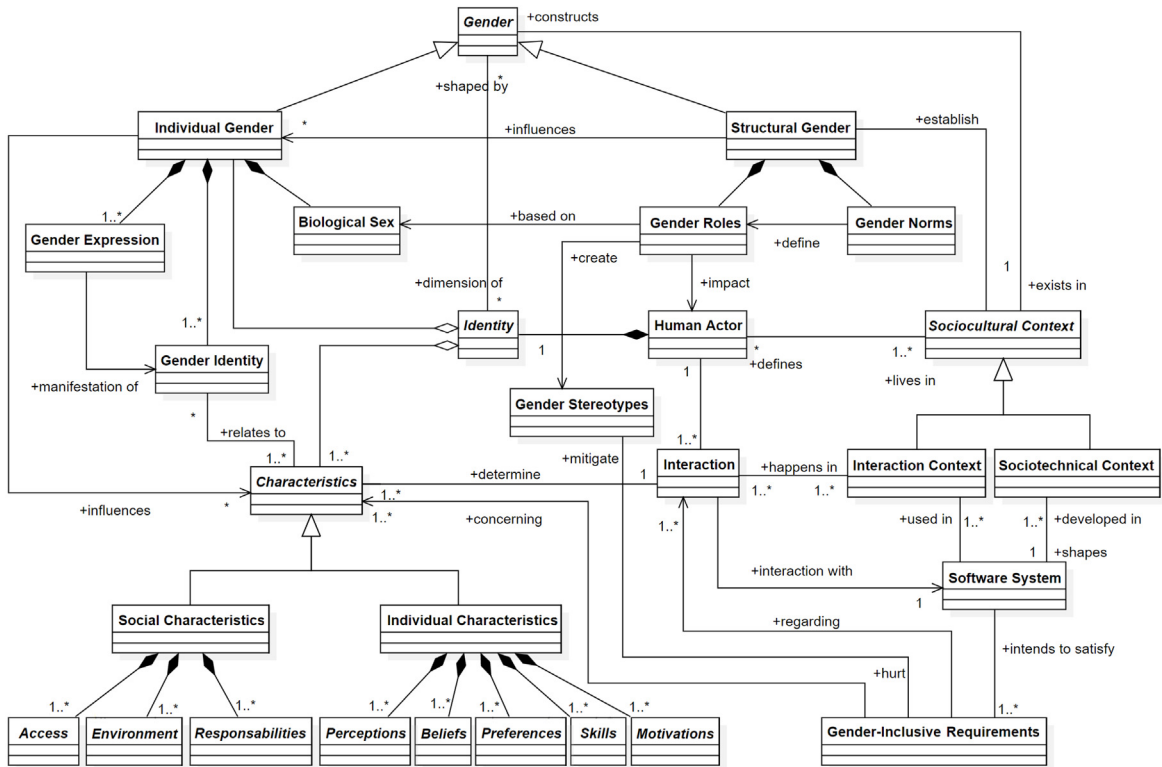 Gender
+constructs
+shaped by
*
Individual Gender
*
+influences
Structural Gender
+establish
1..*
Gender Expression
Biological Sex
+based on
Gender Roles
Gender Norms
+define
+create
+impact
+dimension of
*
1
+exists in
1..*
Identity
1
Human Actor
*
+defines
1..*
Sociocultural Context
+lives in
Gender Identity
+manifestation of
*
+relates to
1..*
1..*
Gender Stereotypes
+mitigate
1
1..*
Characteristics
+influences
*
1..*
1..*
+determine
1
+concerning
Interaction
+happens in
1..*
1..*
1..*
Interaction Context
Sociotechnical Context
+used in
1..*
1..*
+developed in
1
+shapes
+interaction with
1
Software System
+regarding
+intends to satisfy
+hurt
1..*
Social Characteristics
Individual Characteristics
1..*
1..*
1..*
1..*
1..*
1..*
1..*
1..*
Access
Environment
Responsabilities
Perceptions
Beliefs
Preferences
Skills
Motivations
Gender-Inclusive Requirements